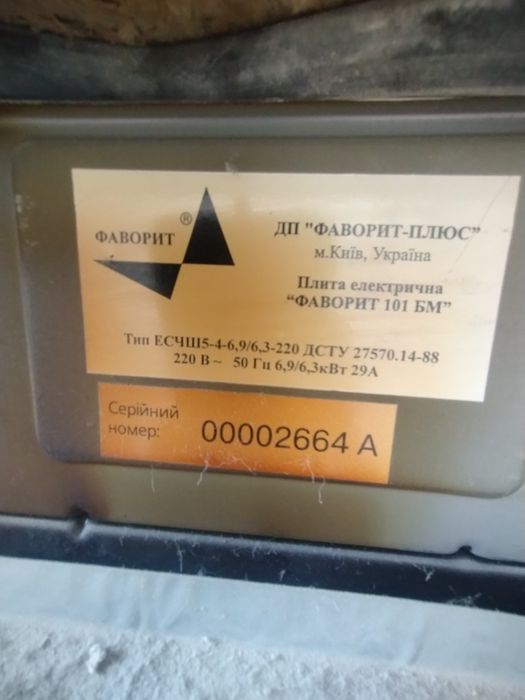 ФАВОРИТ
®
ДП "ФАВОРИТ-ПЛЮС"
м.Київ, Україна
Плита електрична
“ФАВОРИТ 101 БМ”
Тип ЕСЧШ5-4-6,9/6,3-220 ДСТУ 27570.14-88
220 В ~ 50 Гц 6,9/6,3кВт 29А
Серійний
номер: 00002664 А